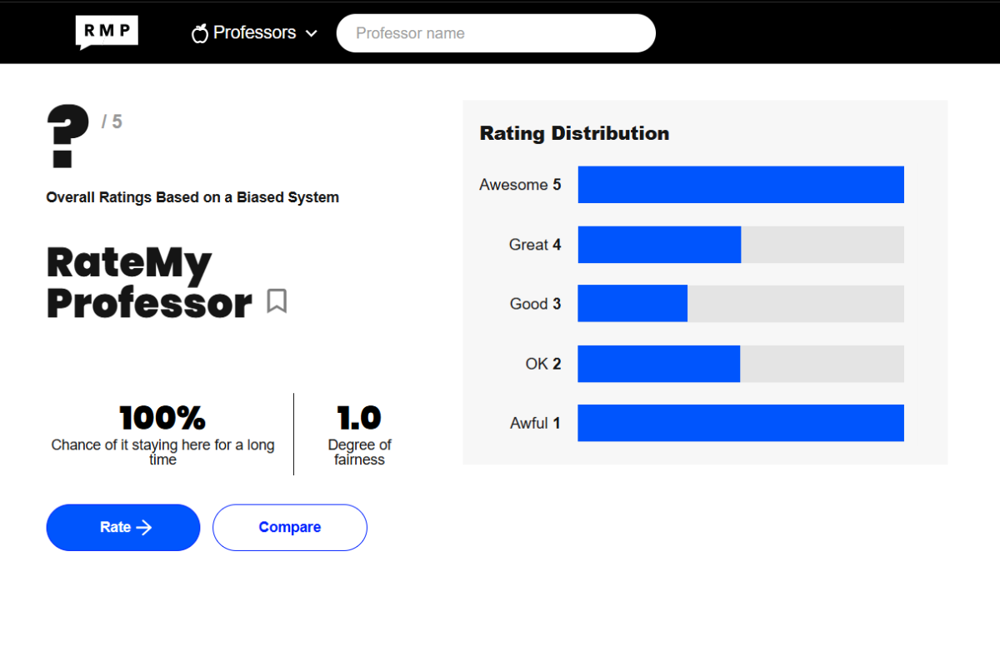 RMP
Professors
Professor name
? / 5
Overall Ratings Based on a Biased System
RateMy
Professor
100%
Chance of it staying here for a long
time
1.0
Degree of
fairness
Rate
Compare
Rating Distribution
Awesome 5
Great 4
Good 3
OK 2
Awful 1